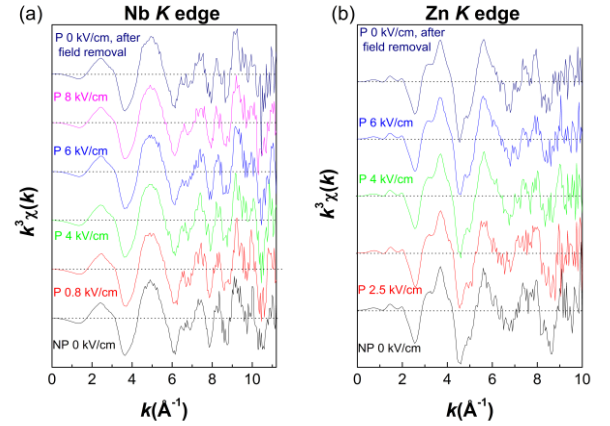 (a) Nb K edge
P 0 kV/cm, after
field removal
P 8 kV/cm
P 6 kV/cm
P 4 kV/cm
P 0.8 kV/cm
NP 0 kV/cm
k³χ(k)
0 2 4 6 8 10
k(Å⁻¹)
(b) Zn K edge
P 0 kV/cm, after
field removal
P 6 kV/cm
P 4 kV/cm
P 2.5 kV/cm
NP 0 kV/cm
k³χ(k)
0 2 4 6 8 10
k(Å⁻¹)